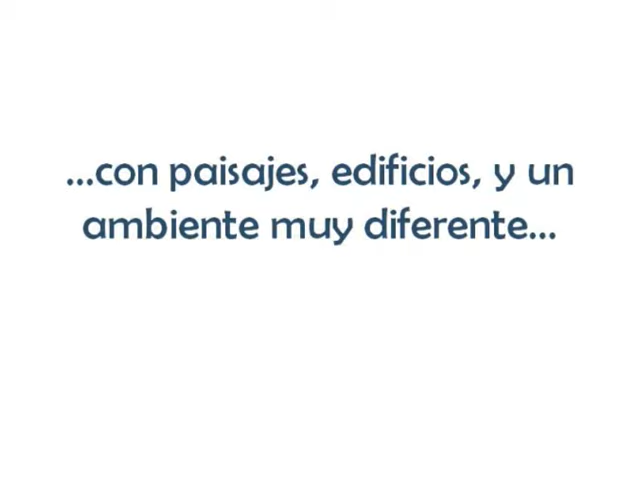 ...con paisajes, edificios, y un
ambiente muy diferente...